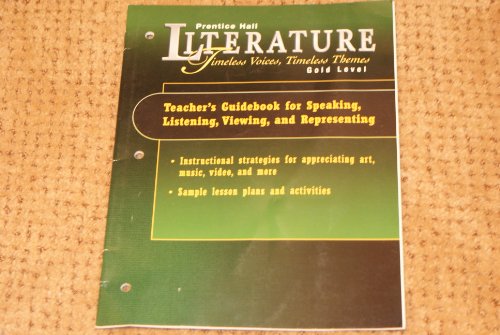 Prentice Hall
LITERATURE
Timeless Voices, Timeless Themes
Gold Level
Teacher's Guidebook for Speaking,
Listening, Viewing, and Representing
• Instructional strategies for appreciating art,
music, video, and more
• Sample lesson plans and activities